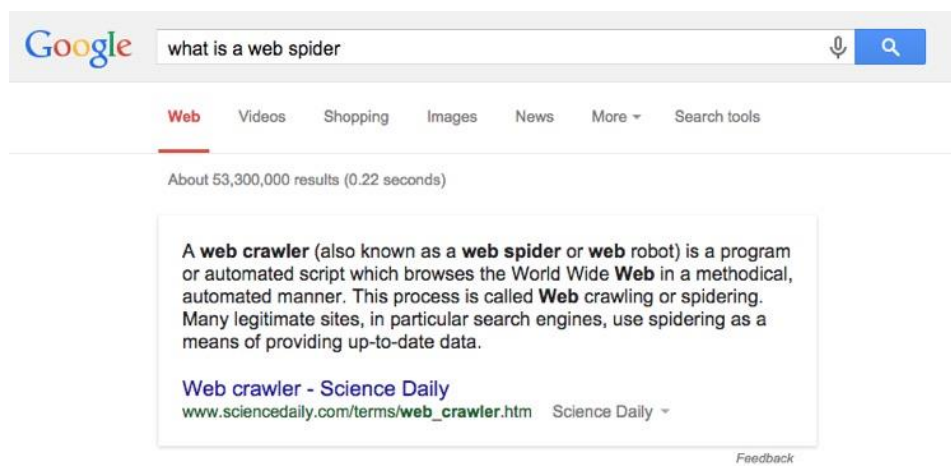 Google what is a web spider
Web Videos Shopping Images News More Search tools
About 53,300,000 results (0.22 seconds)
A web crawler (also known as a web spider or web robot) is a program
or automated script which browses the World Wide Web in a methodical,
automated manner. This process is called Web crawling or spidering.
Many legitimate sites, in particular search engines, use spidering as a
means of providing up-to-date data.
Web crawler - Science Daily
www.sciencedaily.com/terms/web_crawler.htm Science Daily
Feedback